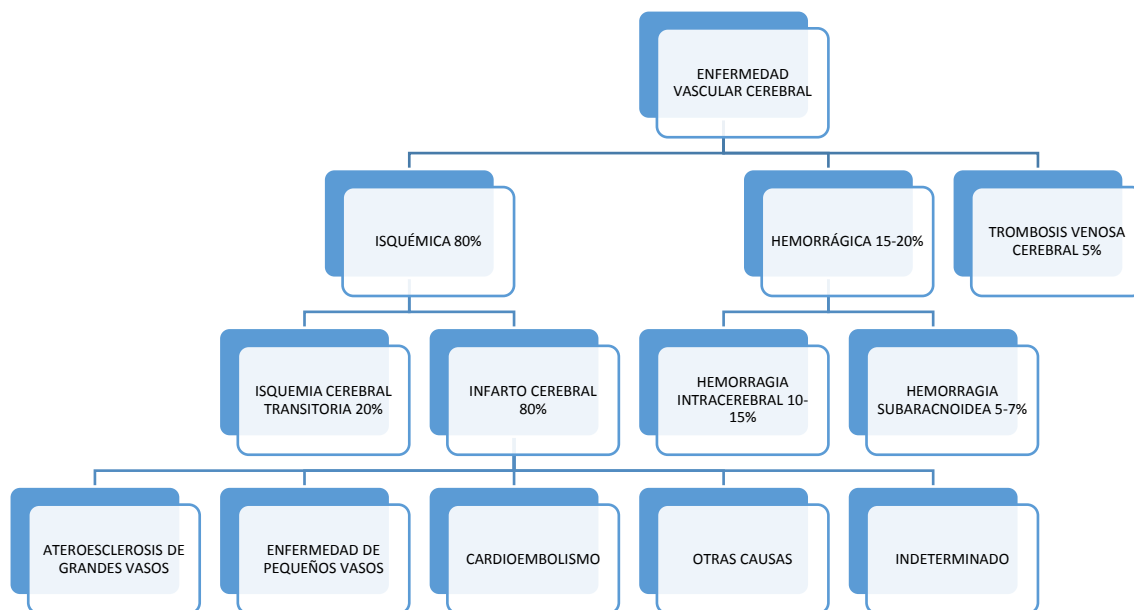 ENFERMEDAD
VASCULAR CEREBRAL
ISQUÉMICA 80%
HEMORRÁGICA 15-20%
TROMBOSIS VENOSA
CEREBRAL 5%
ISQUEMIA CEREBRAL
TRANSITORIA 20%
INFARTO CEREBRAL
80%
HEMORRAGIA
INTRACEREBRAL 10-
15%
HEMORRAGIA
SUBARACNOIDEA 5-7%
ATEROESCLEROSIS DE
GRANDES VASOS
ENFERMEDAD DE
PEQUEÑOS VASOS
CARDIOEMBOLISMO
OTRAS CAUSAS
INDETERMINADO